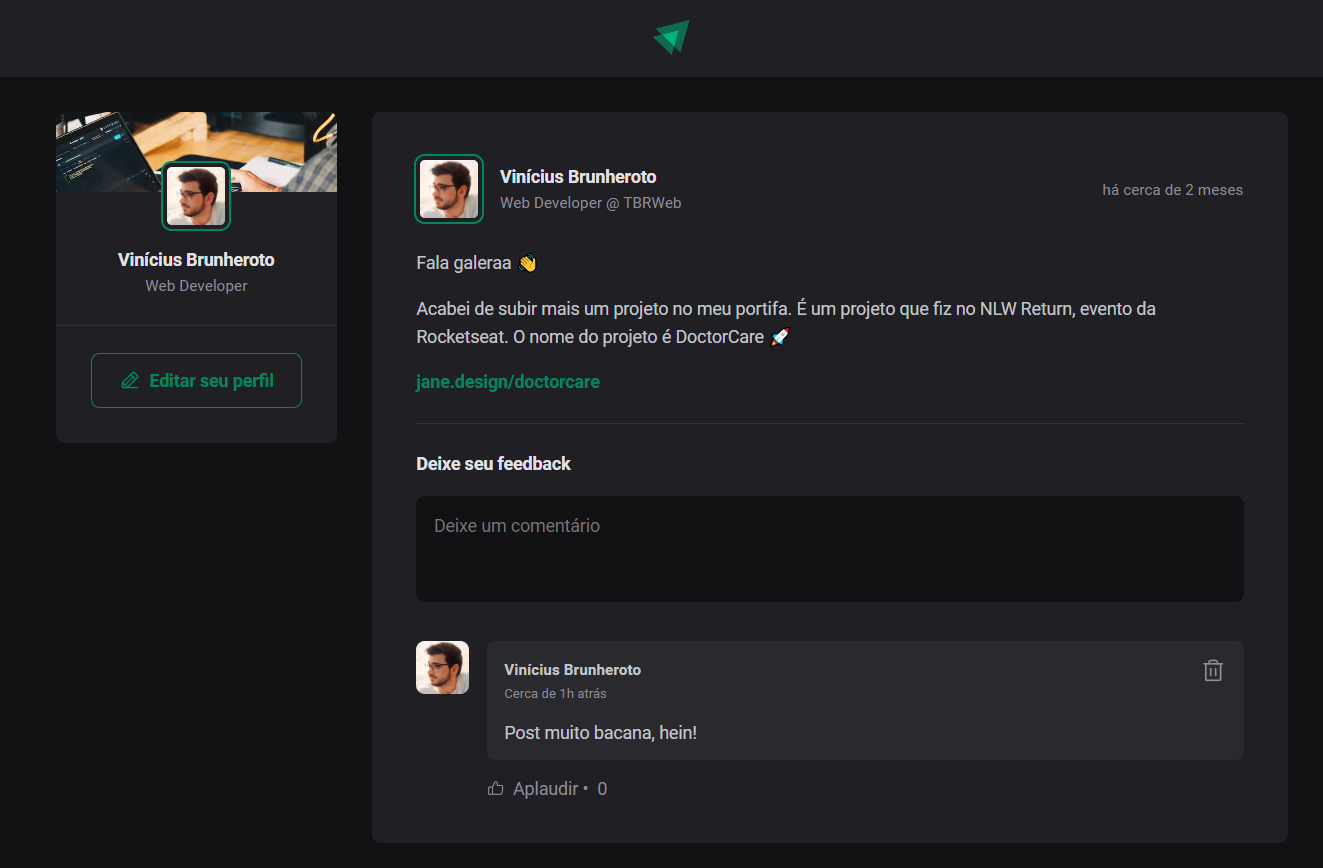 Vinícius Brunheroto
Web Developer
Editar seu perfil
Vinícius Brunheroto
Web Developer @ TBRWeb
há cerca de 2 meses
Fala galeraa 👋
Acabei de subir mais um projeto no meu portifa. É um projeto que fiz no NLW Return, evento da
Rocketseat. O nome do projeto é DoctorCare 🚀
jane.design/doctorcare
Deixe seu feedback
Deixe um comentário
Vinícius Brunheroto
Cerca de 1h atrás
Post muito bacana, hein!
Aplaudir • 0